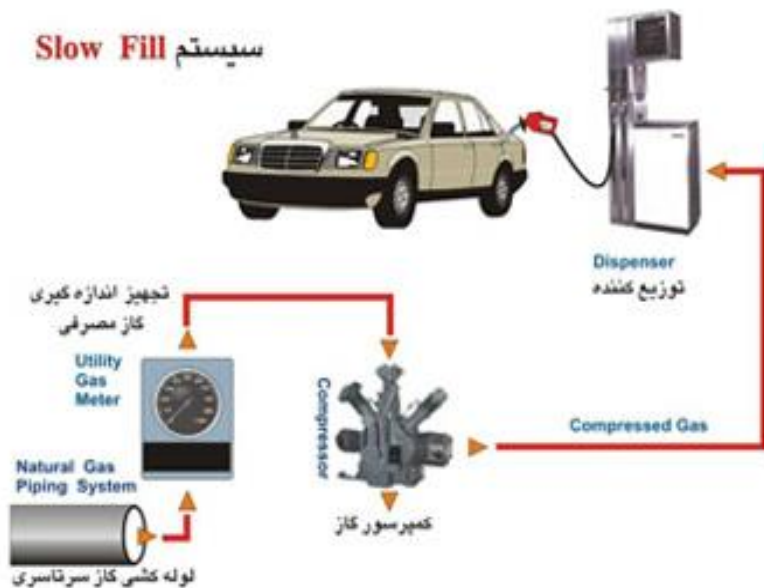 سیستم Slow Fill
Dispenser
توزیع کننده
تجهیز اندازه گیری
گاز مصرفی
Utility
Gas
Meter
Compressor
Compressed Gas
Natural Gas
Piping System
کمپرسور گاز
لوله کشی گاز سرتاسری